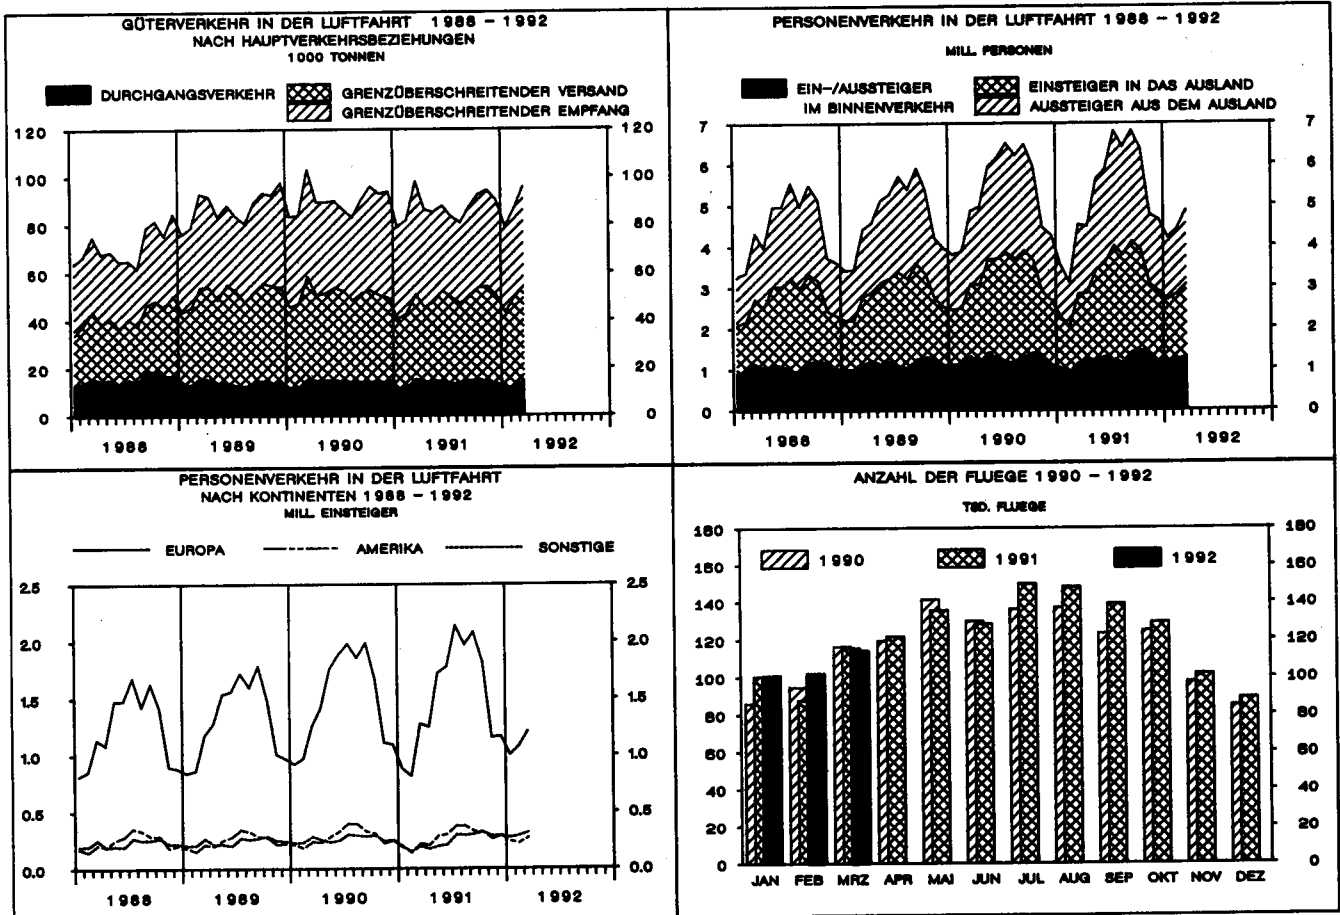 GÜTERVERKEHR IN DER LUFTFAHRT 1988 - 1992
NACH HAUPTVERKEHRSBEZIEHUNGEN
1000 TONNEN
DURCHGANGSVERKEHR
GRENZÜBERSCHREITENDER VERSAND
GRENZÜBERSCHREITENDER EMPFANG
120 120
100 100
80 80
60 60
40 40
20 20
0 0
1988 1989 1990 1991 1992
PERSONENVERKEHR IN DER LUFTFAHRT 1988 - 1992
MILL. PERSONEN
EIN-/AUSSTEIGER
IM BINNENVERKEHR
EINSTEIGER IN DAS AUSLAND
AUSSTEIGER AUS DEM AUSLAND
7 7
6 6
5 5
4 4
3 3
2 2
1 1
0 0
1988 1989 1990 1991 1992
PERSONENVERKEHR IN DER LUFTFAHRT
NACH KONTINENTEN 1988 - 1992
MILL. EINSTEIGER
EUROPA AMERIKA SONSTIGE
2.5 2.5
2.0 2.0
1.5 1.5
1.0 1.0
0.5 0.5
0.0 0.0
1988 1989 1990 1991 1992
ANZAHL DER FLUEGE 1990 - 1992
TSD. FLUEGE
1990 1991 1992
180 180
160 160
140 140
120 120
100 100
80 80
60 60
40 40
20 20
0 0
JAN FEB MRZ APR MAI JUN JUL AUG SEP OKT NOV DEZ